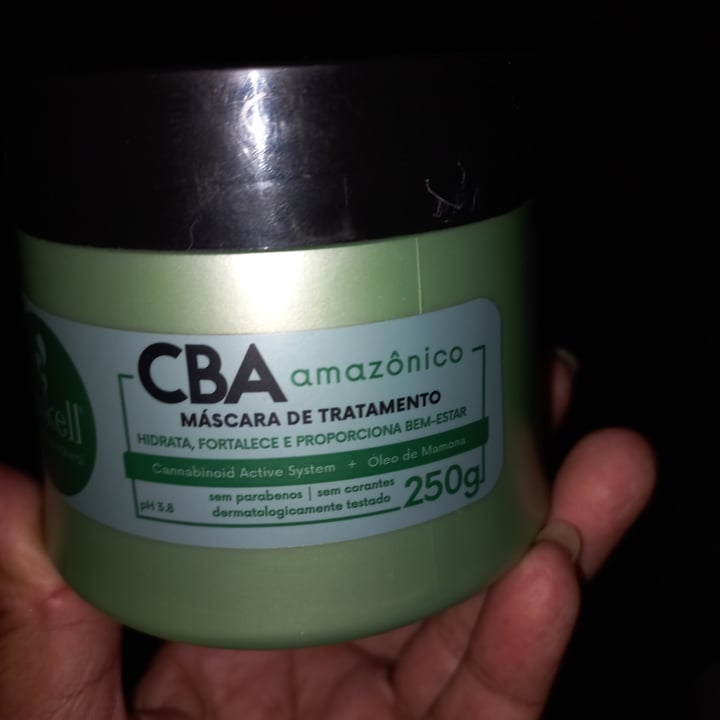 CBA amazônico
MÁSCARA DE TRATAMENTO
HIDRATA, FORTALECE E PROPORCIONA BEM-ESTAR
Cannabinoid Active System + Óleo de Mamona
pH 3.8
sem parabenos | sem corantes
dermatologicamente testado
250g